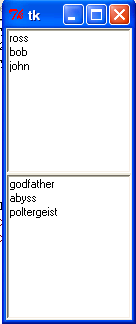 tk
ross
bob
john
godfather
abyss
poltergeist